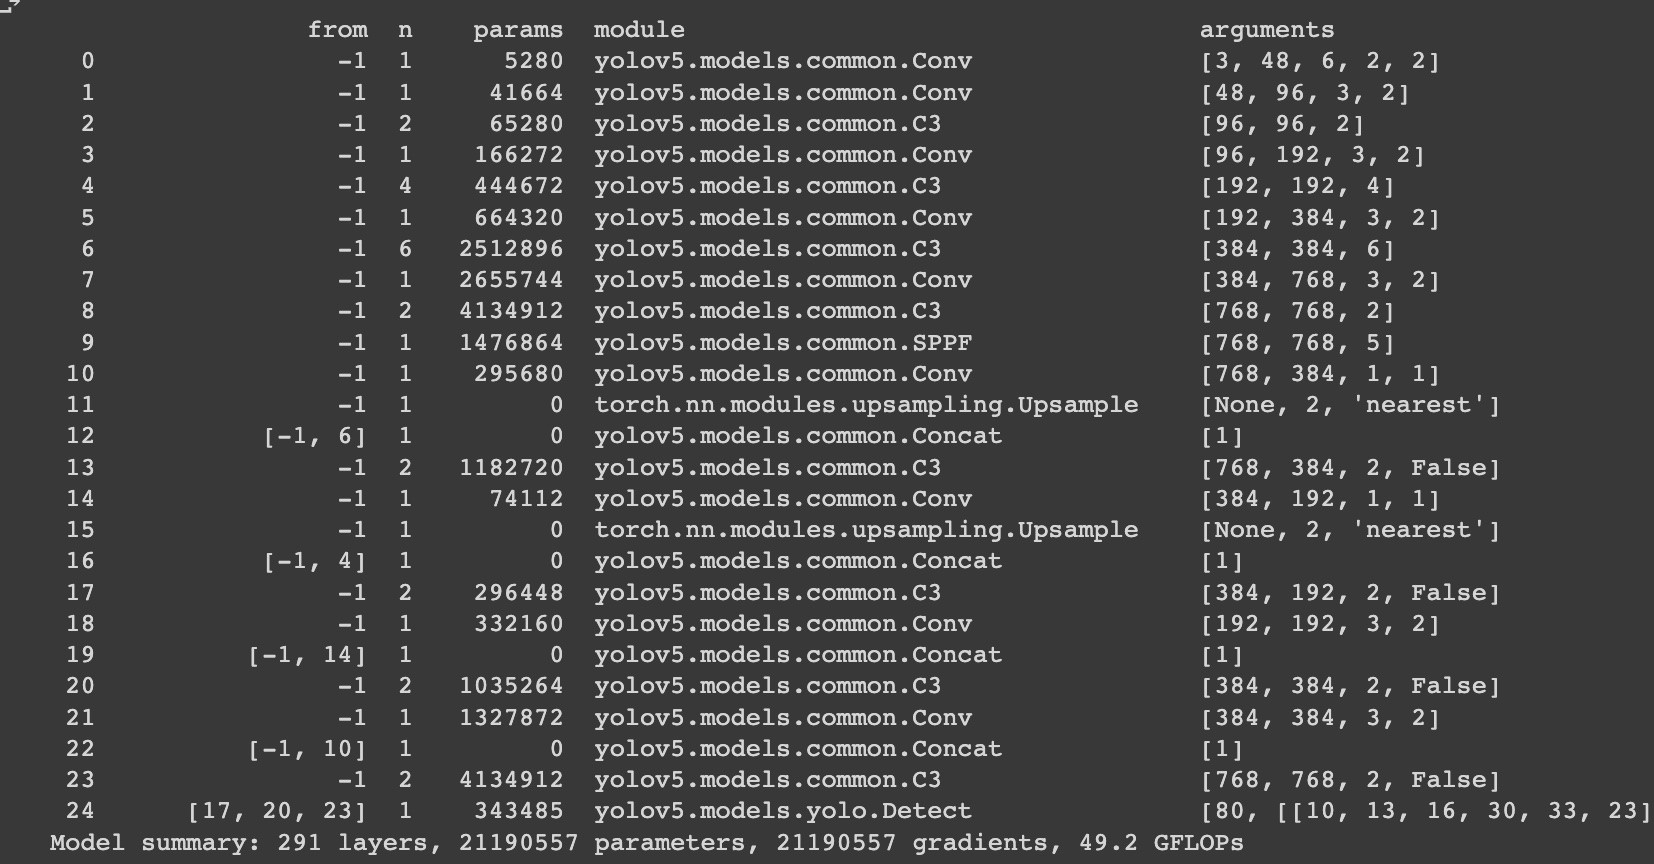 from n params module arguments
0 -1 1 5280 yolov5.models.common.Conv [3, 48, 6, 2, 2]
1 -1 1 41664 yolov5.models.common.Conv [48, 96, 3, 2]
2 -1 2 65280 yolov5.models.common.C3 [96, 96, 2]
3 -1 1 166272 yolov5.models.common.Conv [96, 192, 3, 2]
4 -1 4 444672 yolov5.models.common.C3 [192, 192, 4]
5 -1 1 664320 yolov5.models.common.Conv [192, 384, 3, 2]
6 -1 6 2512896 yolov5.models.common.C3 [384, 384, 6]
7 -1 1 2655744 yolov5.models.common.Conv [384, 768, 3, 2]
8 -1 2 4134912 yolov5.models.common.C3 [768, 768, 2]
9 -1 1 1476864 yolov5.models.common.SPPF [768, 768, 5]
10 -1 1 295680 yolov5.models.common.Conv [768, 384, 1, 1]
11 -1 1 0 torch.nn.modules.upsampling.Upsample [None, 2, 'nearest']
12 [-1, 6] 1 0 yolov5.models.common.Concat [1]
13 -1 2 1182720 yolov5.models.common.C3 [768, 384, 2, False]
14 -1 1 74112 yolov5.models.common.Conv [384, 192, 1, 1]
15 -1 1 0 torch.nn.modules.upsampling.Upsample [None, 2, 'nearest']
16 [-1, 4] 1 0 yolov5.models.common.Concat [1]
17 -1 2 296448 yolov5.models.common.C3 [384, 192, 2, False]
18 -1 1 332160 yolov5.models.common.Conv [192, 192, 3, 2]
19 [-1, 14] 1 0 yolov5.models.common.Concat [1]
20 -1 2 1035264 yolov5.models.common.C3 [384, 384, 2, False]
21 -1 1 1327872 yolov5.models.common.Conv [384, 384, 3, 2]
22 [-1, 10] 1 0 yolov5.models.common.Concat [1]
23 -1 2 4134912 yolov5.models.common.C3 [768, 768, 2, False]
24 [17, 20, 23] 1 343485 yolov5.models.yolo.Detect [80, [[10, 13, 16, 30, 33, 23]
Model summary: 291 layers, 21190557 parameters, 21190557 gradients, 49.2 GFLOPs